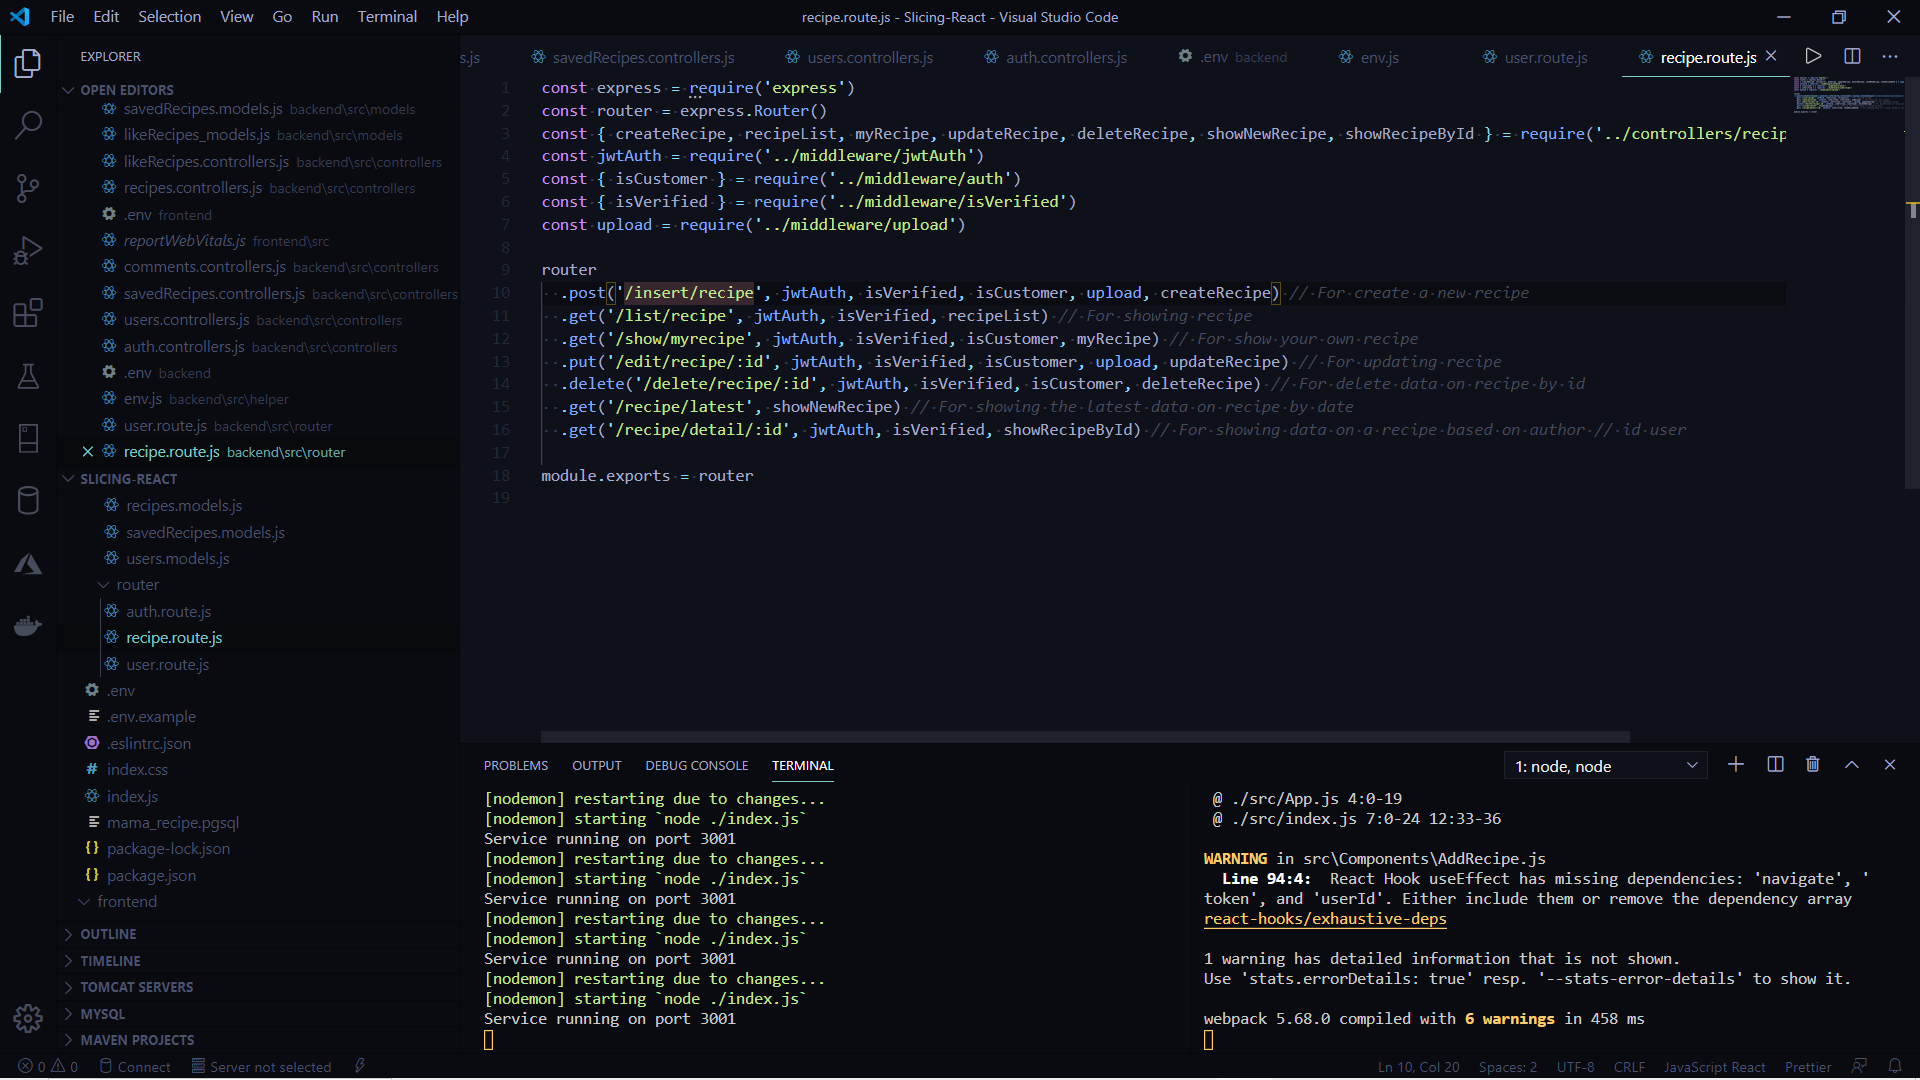 File Edit Selection View Go Run Terminal Help
recipe.route.js - Slicing-React - Visual Studio Code
EXPLORER
OPEN EDITORS
savedRecipes.models.js backend\src\models
likeRecipes_models.js backend\src\models
likeRecipes.controllers.js backend\src\controllers
recipes.controllers.js backend\src\controllers
.env frontend
reportWebVitals.js frontend\src
comments.controllers.js backend\src\controllers
savedRecipes.controllers.js backend\src\controllers
users.controllers.js backend\src\controllers
auth.controllers.js backend\src\controllers
.env backend
env.js backend\src\helper
user.route.js backend\src\router
recipe.route.js backend\src\router
SLICING-REACT
recipes.models.js
savedRecipes.models.js
users.models.js
router
auth.route.js
recipe.route.js
user.route.js
.env
.env.example
.eslintrc.json
index.css
index.js
mama_recipe.pgsql
package-lock.json
package.json
frontend
OUTLINE
TIMELINE
TOMCAT SERVERS
MYSQL
MAVEN PROJECTS
s.js savedRecipes.controllers.js users.controllers.js auth.controllers.js .env backend env.js user.route.js recipe.route.js
1 const express = require('express')
2 const router = express.Router()
3 const { createRecipe, recipeList, myRecipe, updateRecipe, deleteRecipe, showNewRecipe, showRecipeById } = require('../controllers/recip
4 const jwtAuth = require('../middleware/jwtAuth')
5 const { isCustomer } = require('../middleware/auth')
6 const { isVerified } = require('../middleware/isVerified')
7 const upload = require('../middleware/upload')
8
9 router
10 .post('/insert/recipe', jwtAuth, isVerified, isCustomer, upload, createRecipe) // For create a new recipe
11 .get('/list/recipe', jwtAuth, isVerified, recipeList) // For showing recipe
12 .get('/show/myrecipe', jwtAuth, isVerified, isCustomer, myRecipe) // For show your own recipe
13 .put('/edit/recipe/:id', jwtAuth, isVerified, isCustomer, upload, updateRecipe) // For updating recipe
14 .delete('/delete/recipe/:id', jwtAuth, isVerified, isCustomer, deleteRecipe) // For delete data on recipe by id
15 .get('/recipe/latest', showNewRecipe) // For showing the latest data on recipe by date
16 .get('/recipe/detail/:id', jwtAuth, isVerified, showRecipeById) // For showing data on a recipe based on author // id user
17
18 module.exports = router
19
PROBLEMS OUTPUT DEBUG CONSOLE TERMINAL
1: node, node
[nodemon] restarting due to changes...
[nodemon] starting `node ./index.js`
Service running on port 3001
[nodemon] restarting due to changes...
[nodemon] starting `node ./index.js`
Service running on port 3001
[nodemon] restarting due to changes...
[nodemon] starting `node ./index.js`
Service running on port 3001
[nodemon] restarting due to changes...
[nodemon] starting `node ./index.js`
Service running on port 3001
@ ./src/App.js 4:0-19
@ ./src/index.js 7:0-24 12:33-36
WARNING in src\Components\AddRecipe.js
Line 94:4: React Hook useEffect has missing dependencies: 'navigate', '
token', and 'userId'. Either include them or remove the dependency array
react-hooks/exhaustive-deps
1 warning has detailed information that is not shown.
Use 'stats.errorDetails: true' resp. '--stats-error-details' to show it.
webpack 5.68.0 compiled with 6 warnings in 458 ms
0 0 Connect Server not selected
Ln 10, Col 20 Spaces: 2 UTF-8 CRLF JavaScript React Prettier